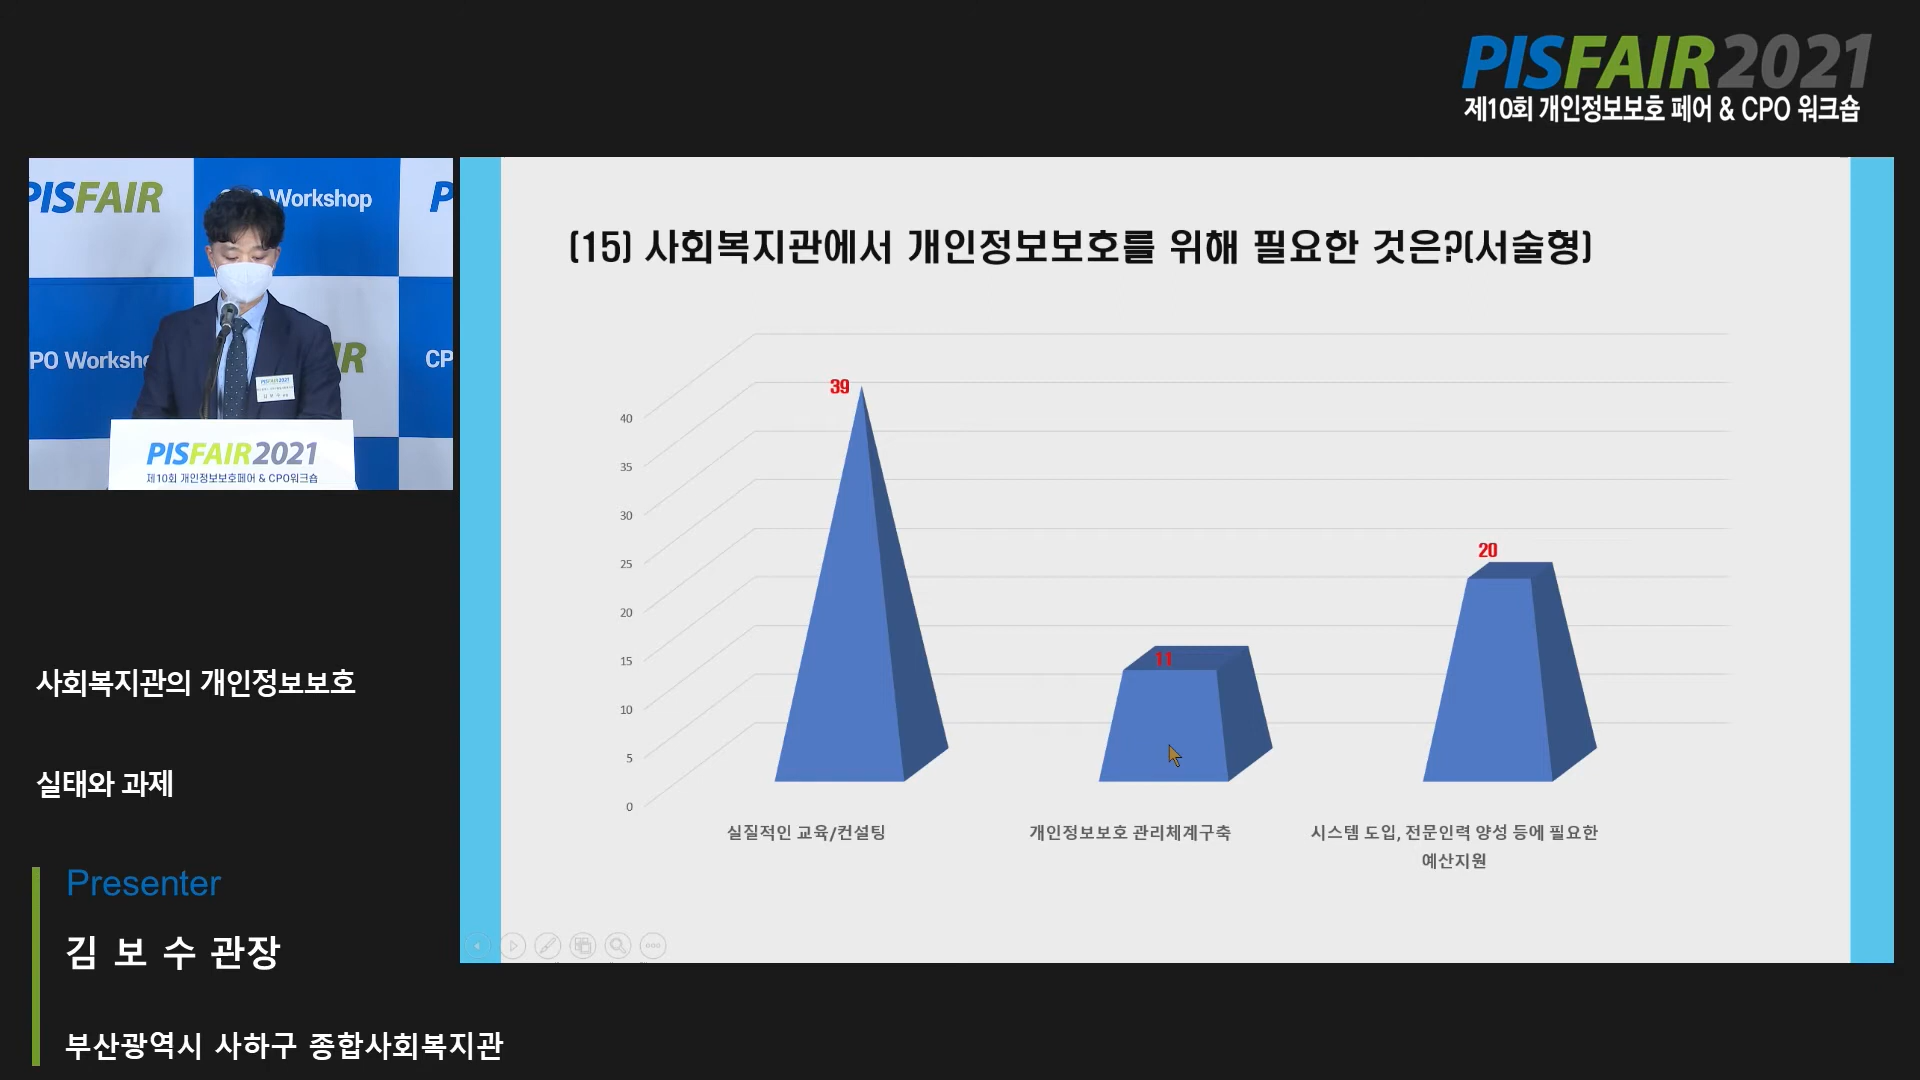 PISFAIR2021
제10회 개인정보보호 페어 & CPO 워크숍
PISFAIR
Workshop
P
PO Worksho
IR
CP
PISFAIR2021
제10회 개인정보보호페어 & CPO워크숍
(15) 사회복지관에서 개인정보보호를 위해 필요한 것은?(서술형)
39
11
20
40
35
30
25
20
15
10
5
0
실질적인 교육/컨설팅
개인정보보호 관리체계구축
시스템 도입, 전문인력 양성 등에 필요한
예산지원
사회복지관의 개인정보보호
실태와 과제
Presenter
김 보 수 관장
부산광역시 사하구 종합사회복지관